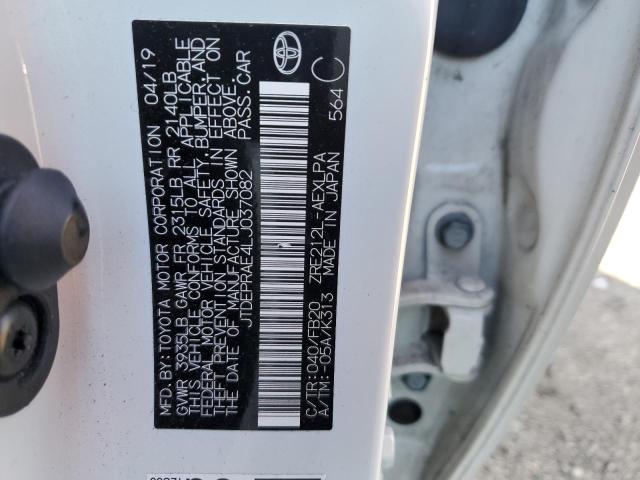 MFD BY: TOYOTA MOTOR CORPORATION 04/19
GVWR 3935LB GAWR FR 2315LB RR 2140LB
THIS VEHICLE CONFORMS TO ALL APPLICABLE
FEDERAL MOTOR VEHICLE SAFETY, BUMPER, AND
THEFT PREVENTION STANDARDS IN EFFECT ON
THE DATE OF MANUFACTURE SHOWN ABOVE.
JTDEPRAE4LJ037082 PASS. CAR
C/TR: 040/FB20 ZRE212L-AEXLPA 564 C
A/TM: -05A/K313 MADE IN JAPAN